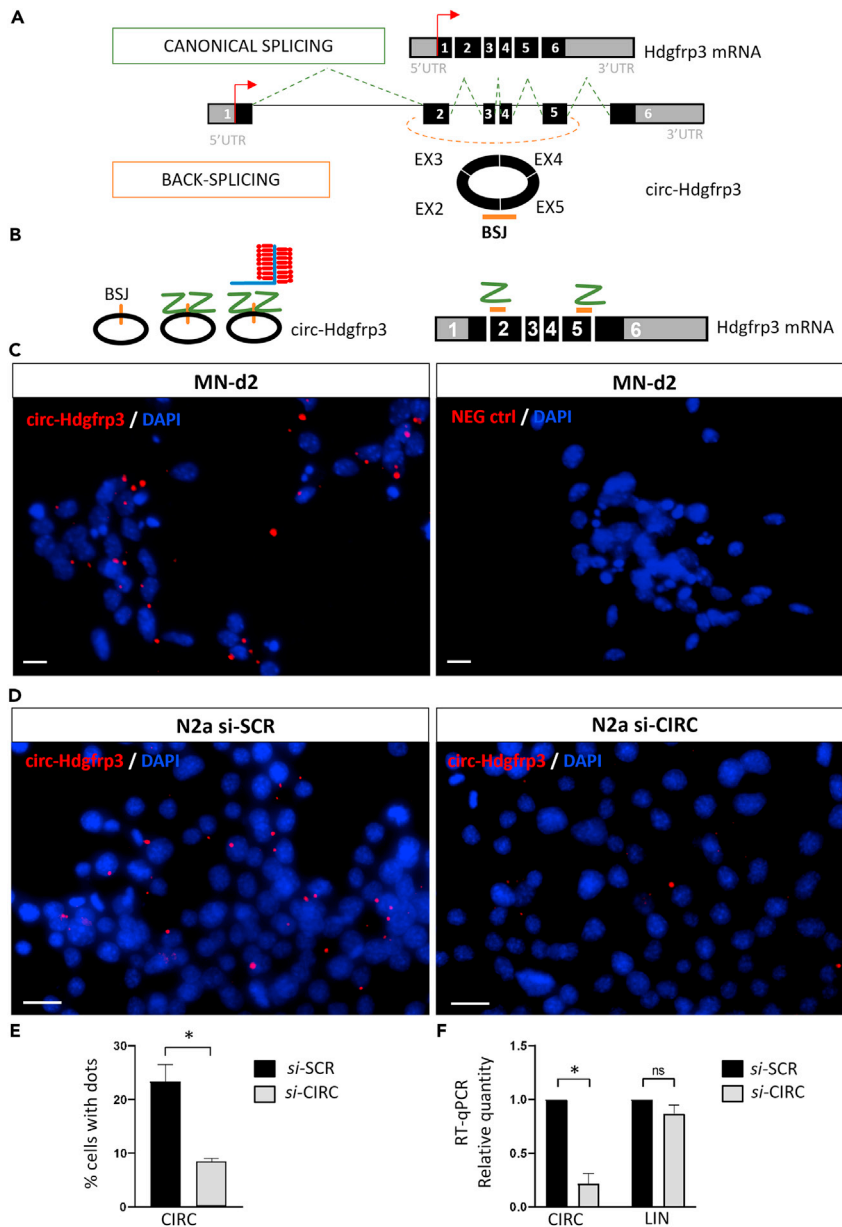 A
CANONICAL SPLICING
1 2 3 4 5 6
Hdgfrp3 mRNA
5'UTR
3'UTR
1 2 3 4 5 6
5'UTR
3'UTR
BACK-SPLICING
EX3
EX4
EX2
EX5
circ-Hdgfrp3
BSJ
B
BSJ
circ-Hdgfrp3
1 2 3 4 5 6
Hdgfrp3 mRNA
C
MN-d2
MN-d2
circ-Hdgfrp3 / DAPI
NEG ctrl / DAPI
D
N2a si-SCR
N2a si-CIRC
circ-Hdgfrp3 / DAPI
circ-Hdgfrp3 / DAPI
E
% cells with dots
30
20
10
0
*
CIRC
si-SCR
si-CIRC
F
RT-qPCR
Relative quantity
1.5
1.0
0.5
0.0
*
ns
CIRC
LIN
si-SCR
si-CIRC